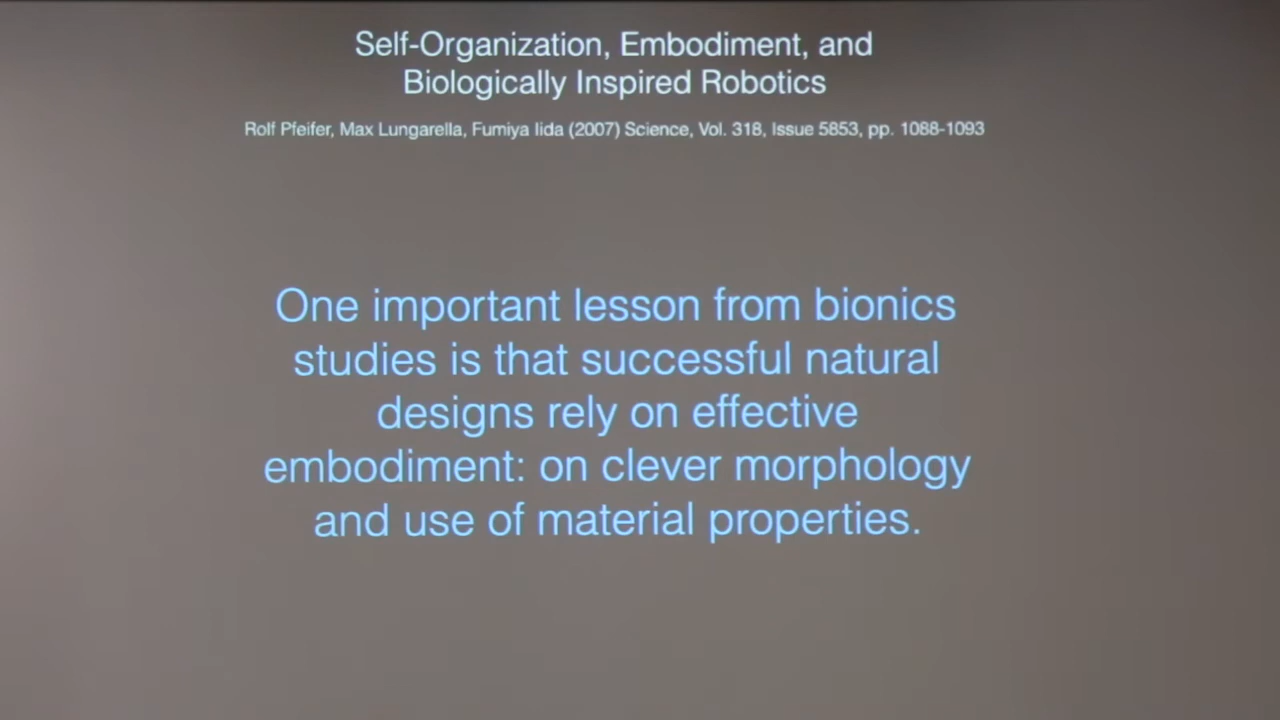 Self-Organization, Embodiment, and
Biologically Inspired Robotics
Rolf Pfeifer, Max Lungarella, Fumiya Iida (2007) Science, Vol. 318, Issue 5853, pp. 1088-1093
One important lesson from bionics
studies is that successful natural
designs rely on effective
embodiment: on clever morphology
and use of material properties.